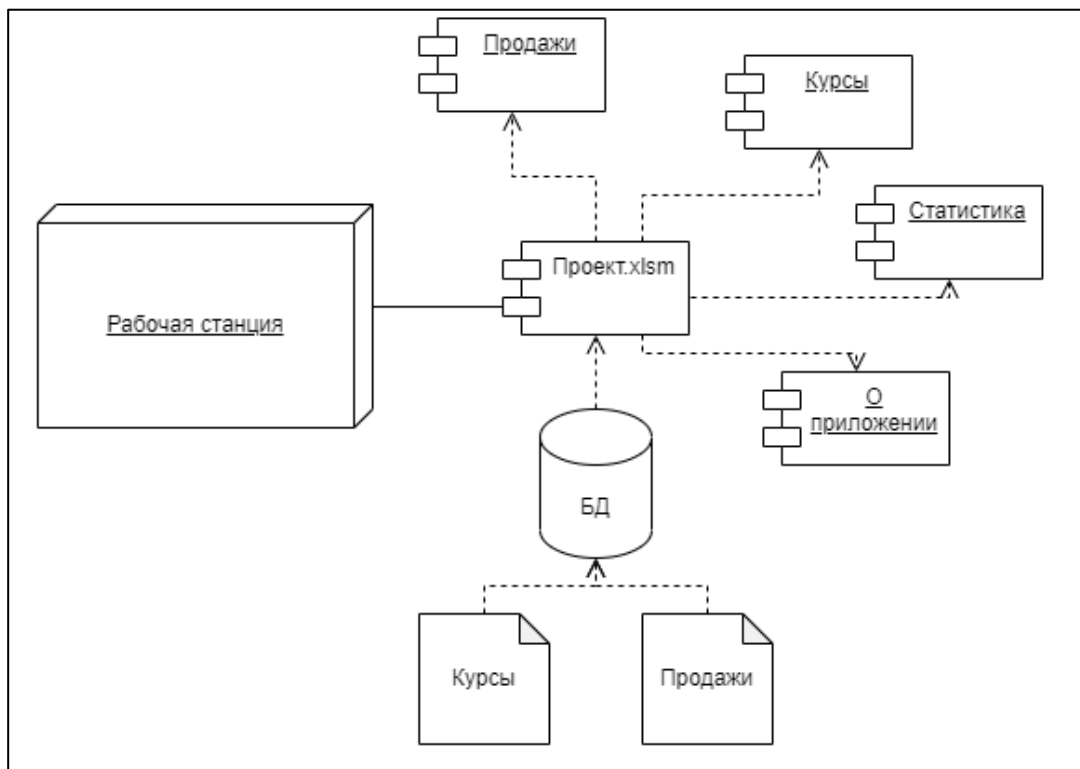 Продажи
Курсы
Статистика
Проект.xlsm
Рабочая станция
О
приложении
БД
Курсы
Продажи